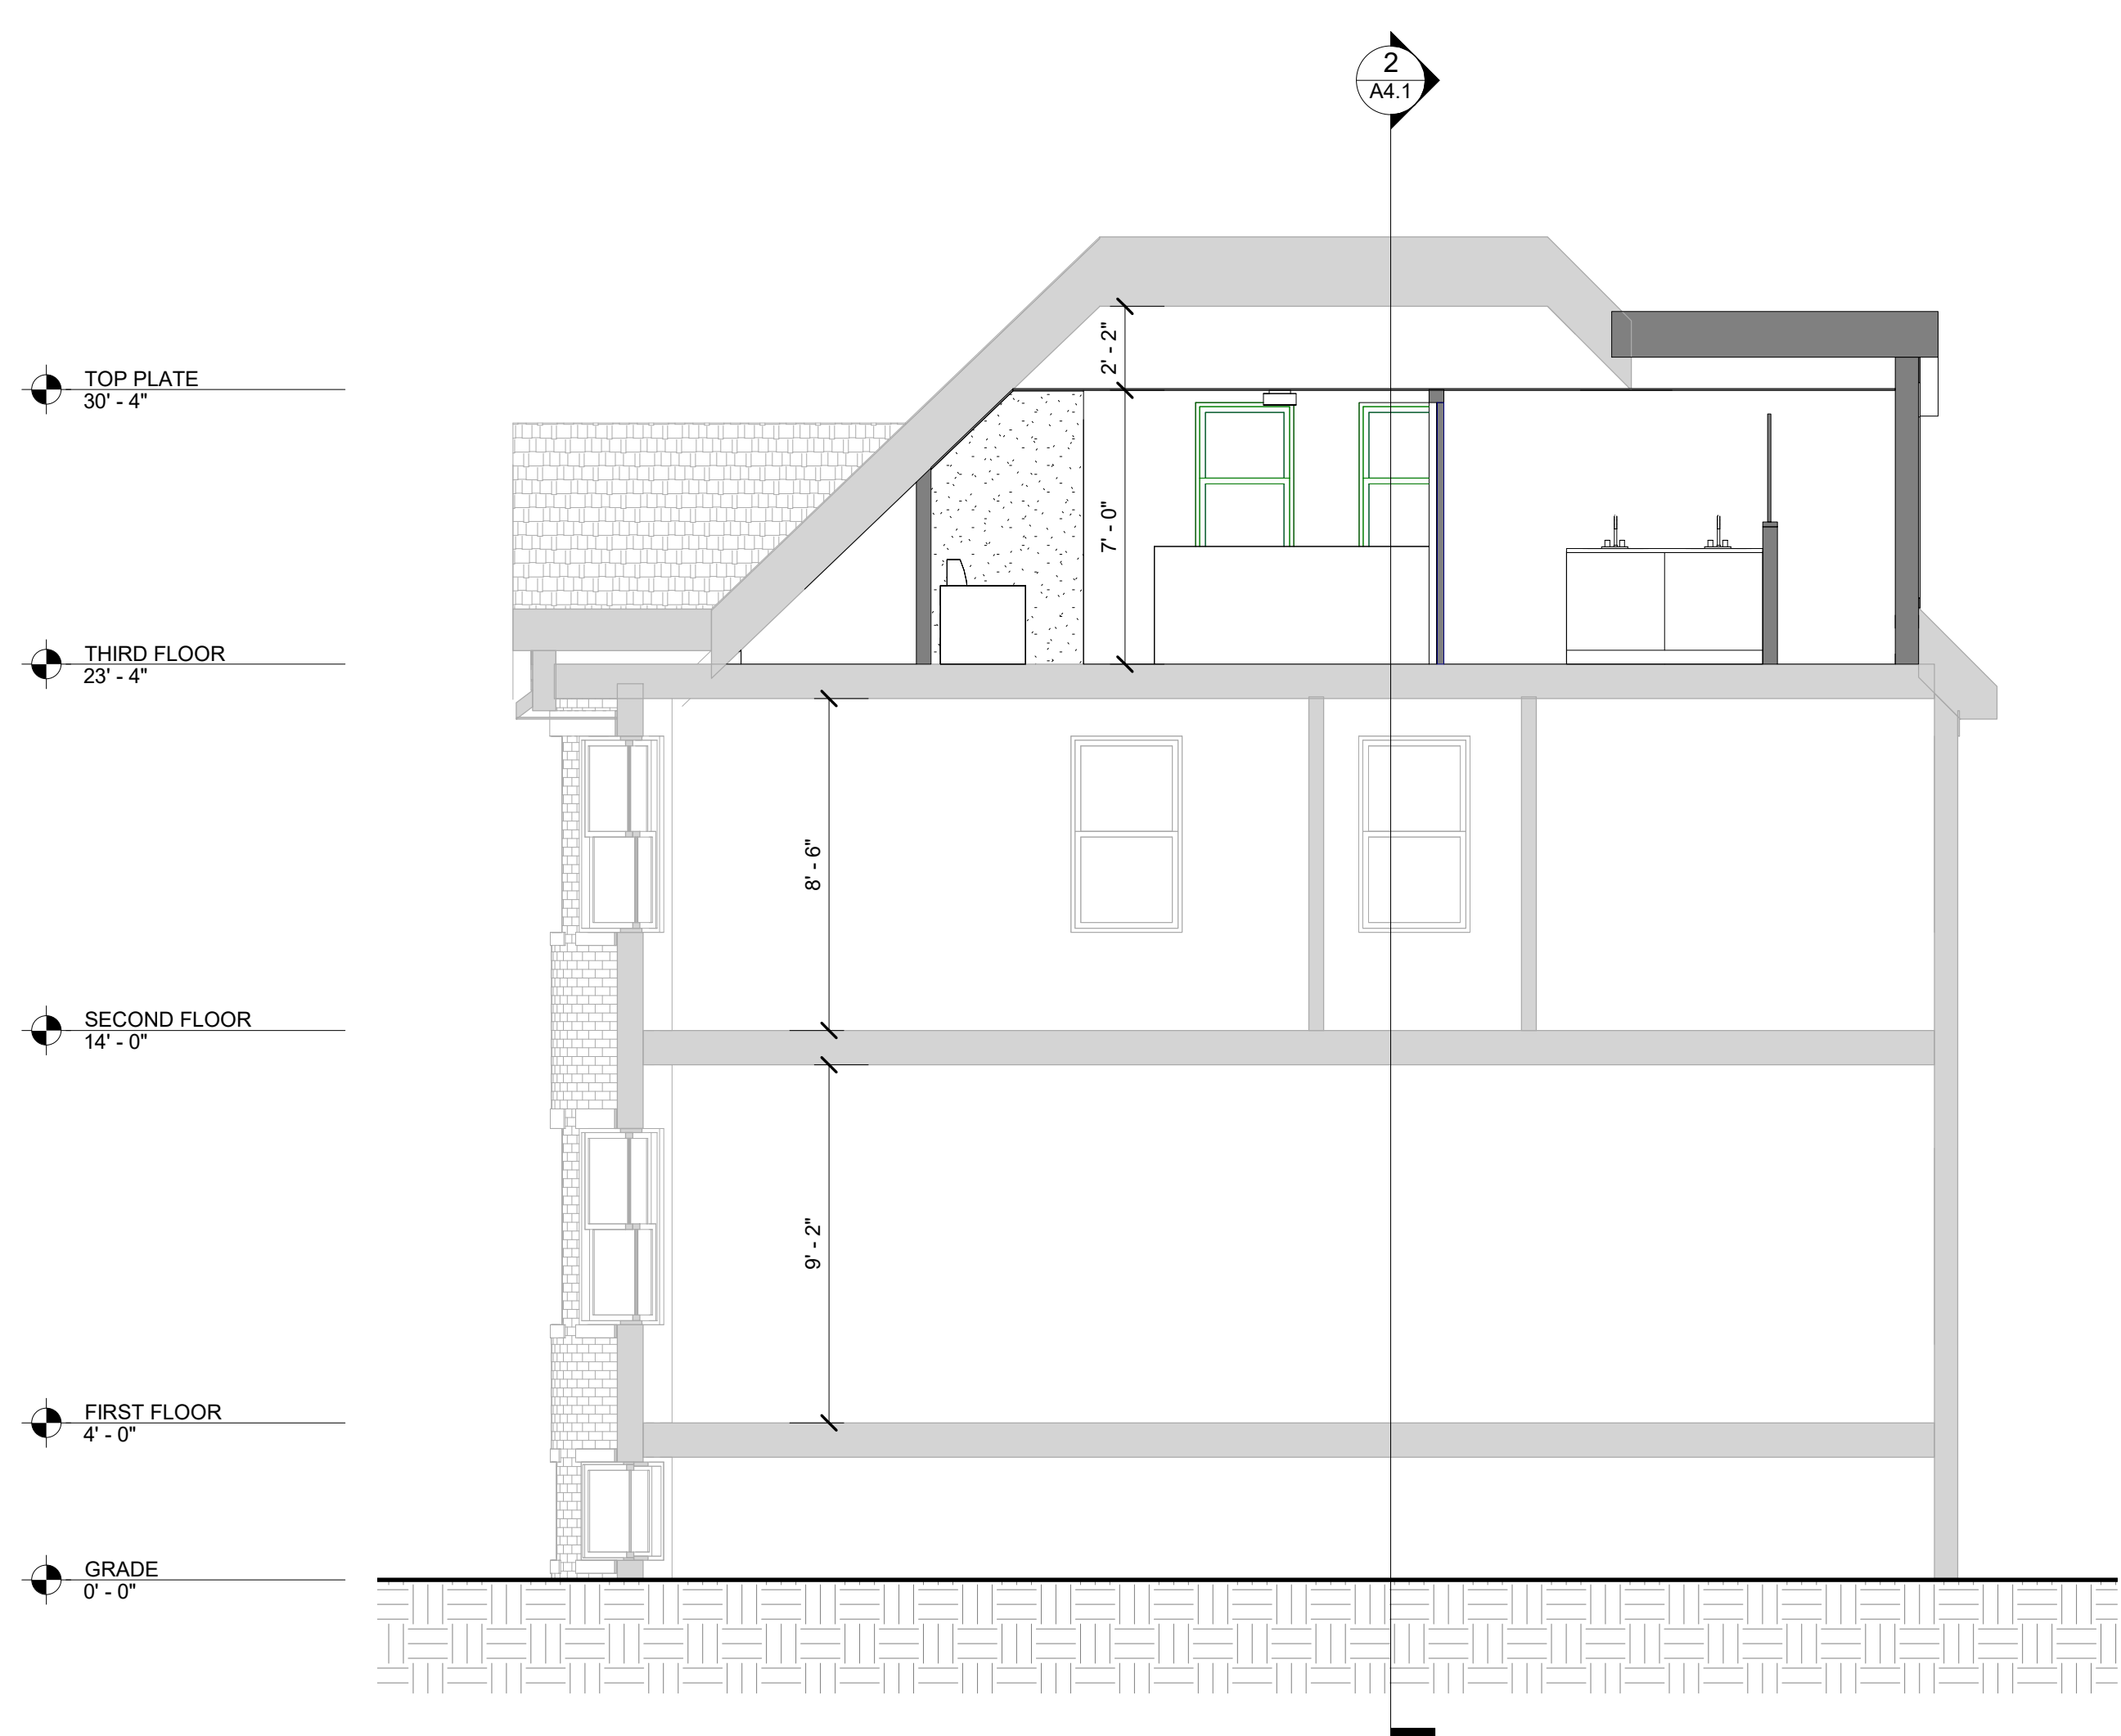 2
A4.1
TOP PLATE
30' - 4"
2' - 2"
7' - 0"
THIRD FLOOR
23' - 4"
8' - 6"
SECOND FLOOR
14' - 0"
9' - 2"
FIRST FLOOR
4' - 0"
GRADE
0' - 0"